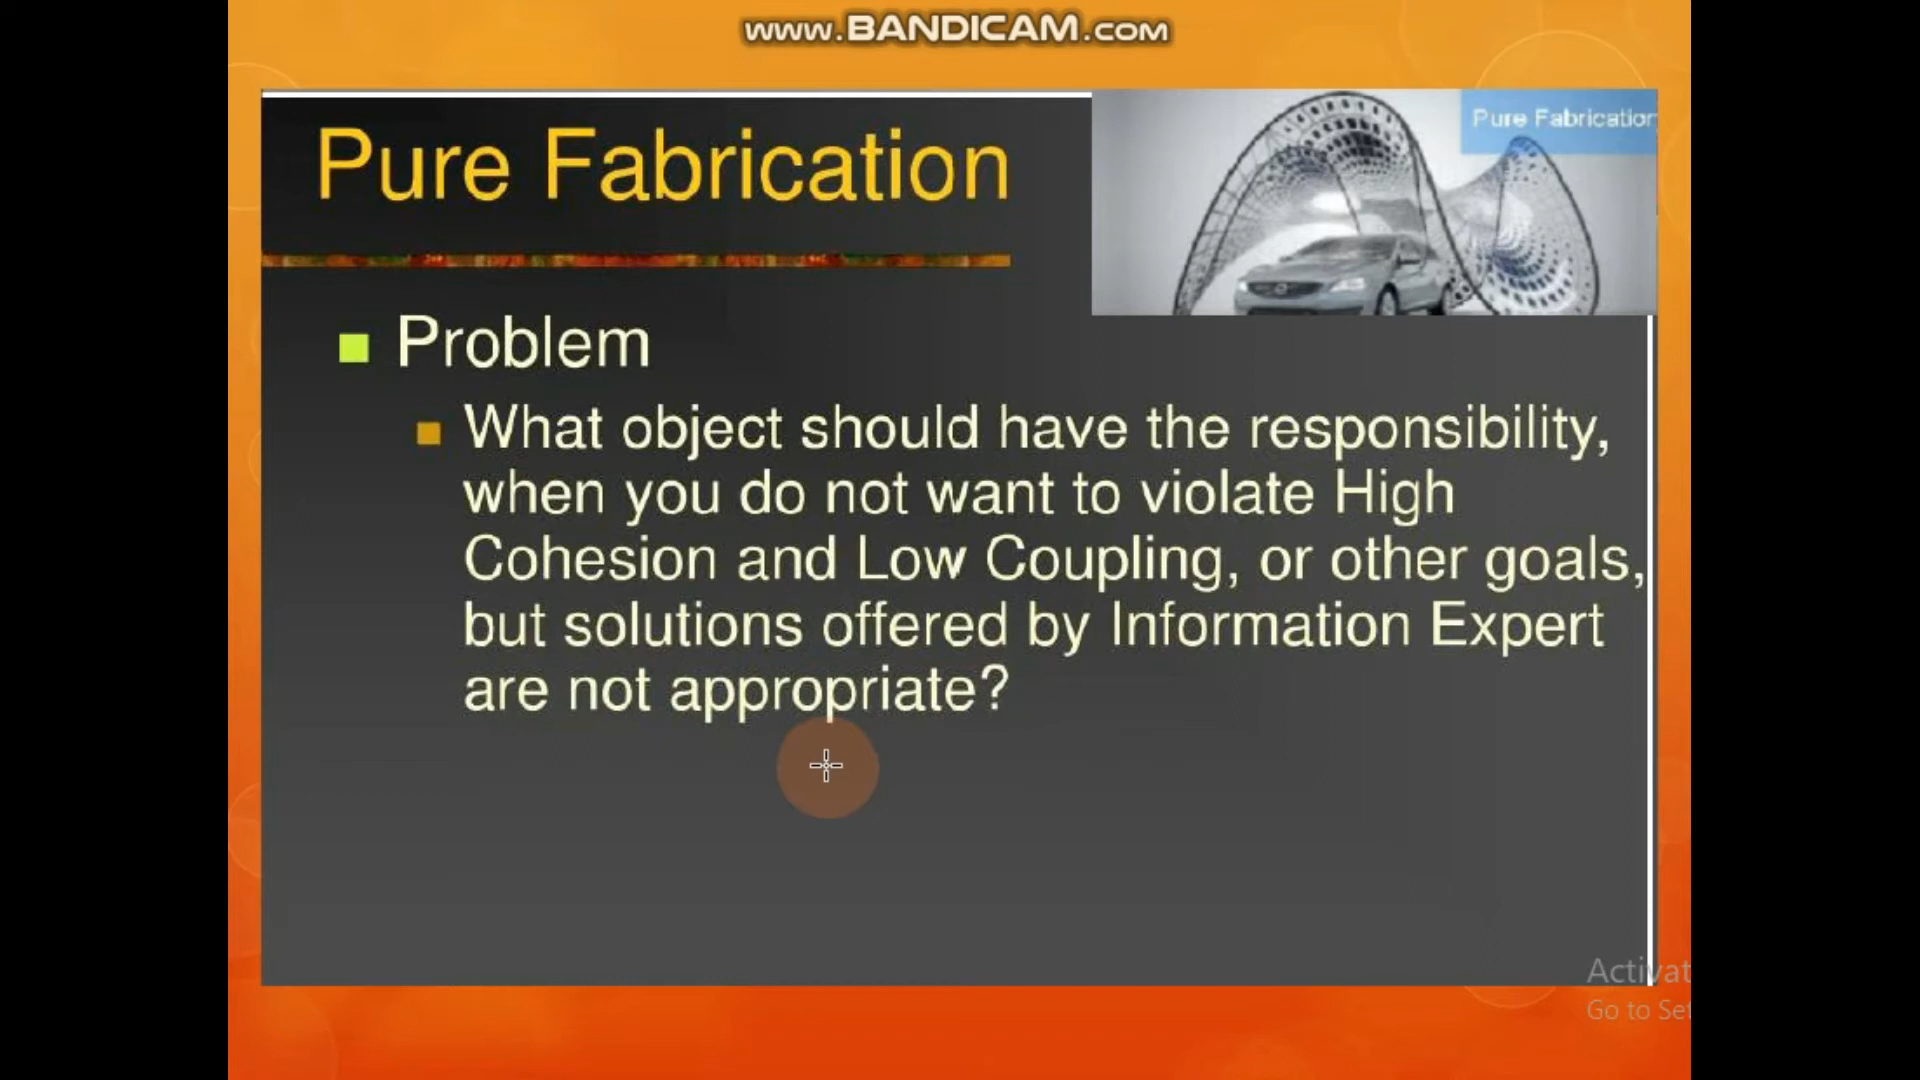 www.BANDICAM.com
Pure Fabrication
Pure Fabrication
Problem
What object should have the responsibility,
when you do not want to violate High
Cohesion and Low Coupling, or other goals,
but solutions offered by Information Expert
are not appropriate?
Activat
Go to Set